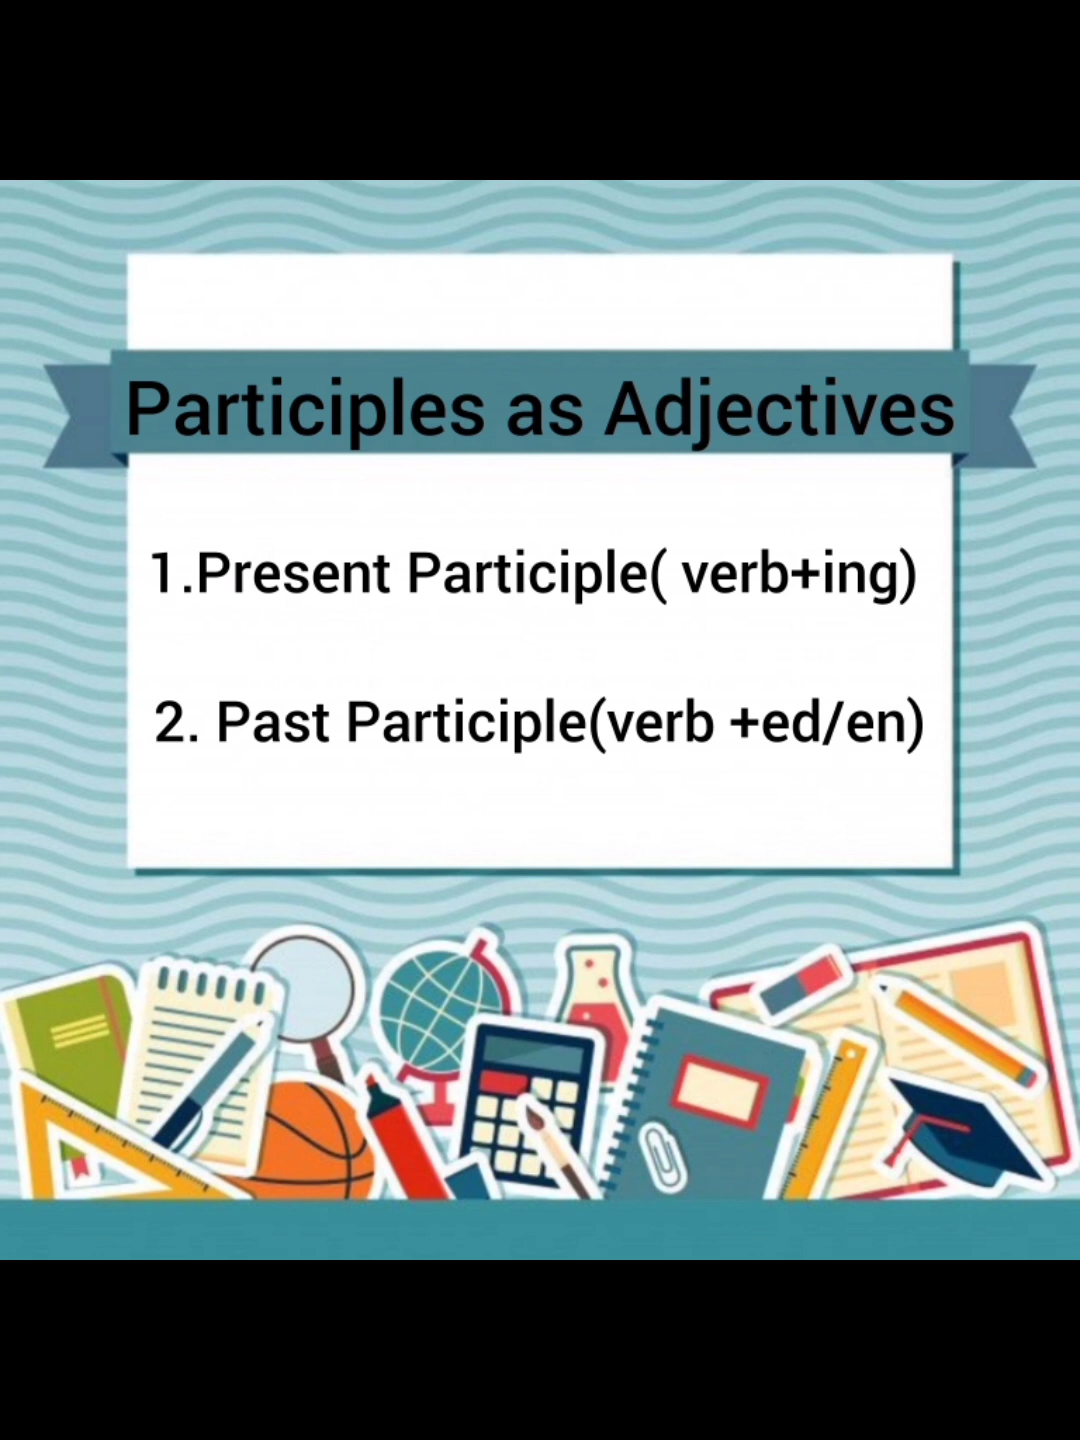 Participles as Adjectives
1.Present Participle( verb+ing)
2. Past Participle(verb +ed/en)